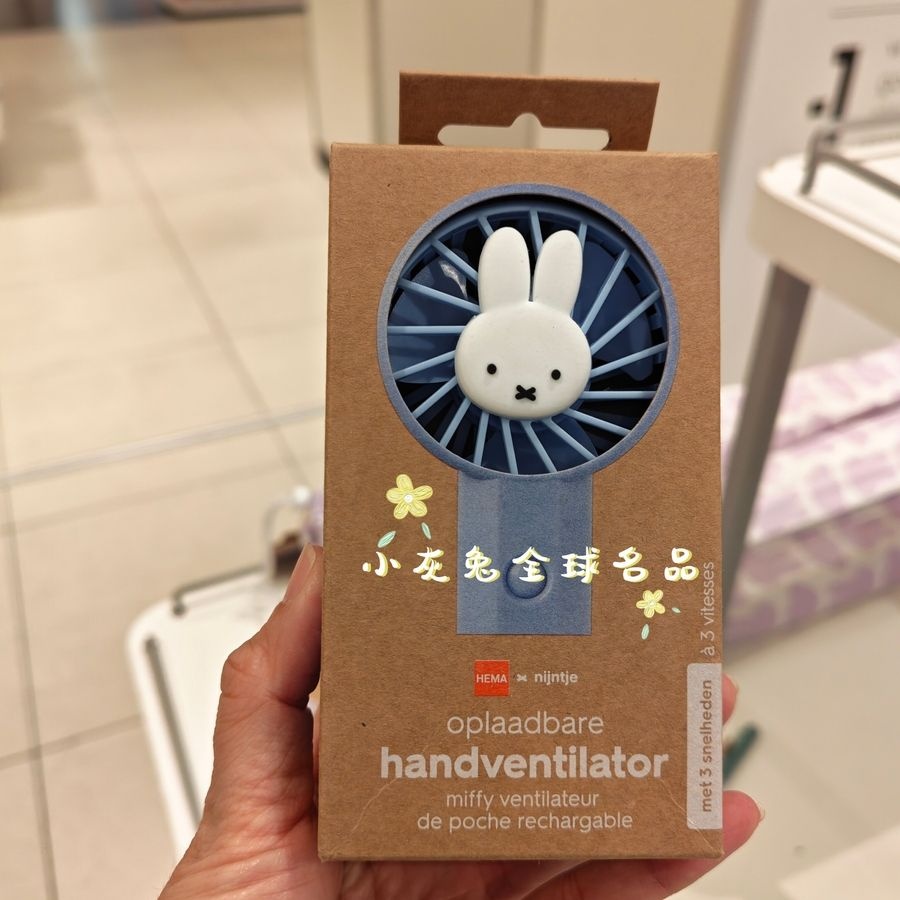 小灰兔全球名品
HEMA × nijntje
oplaadbare
handventilator
miffy ventilateur
de poche rechargable
met 3 snelheden
à 3 vitesses